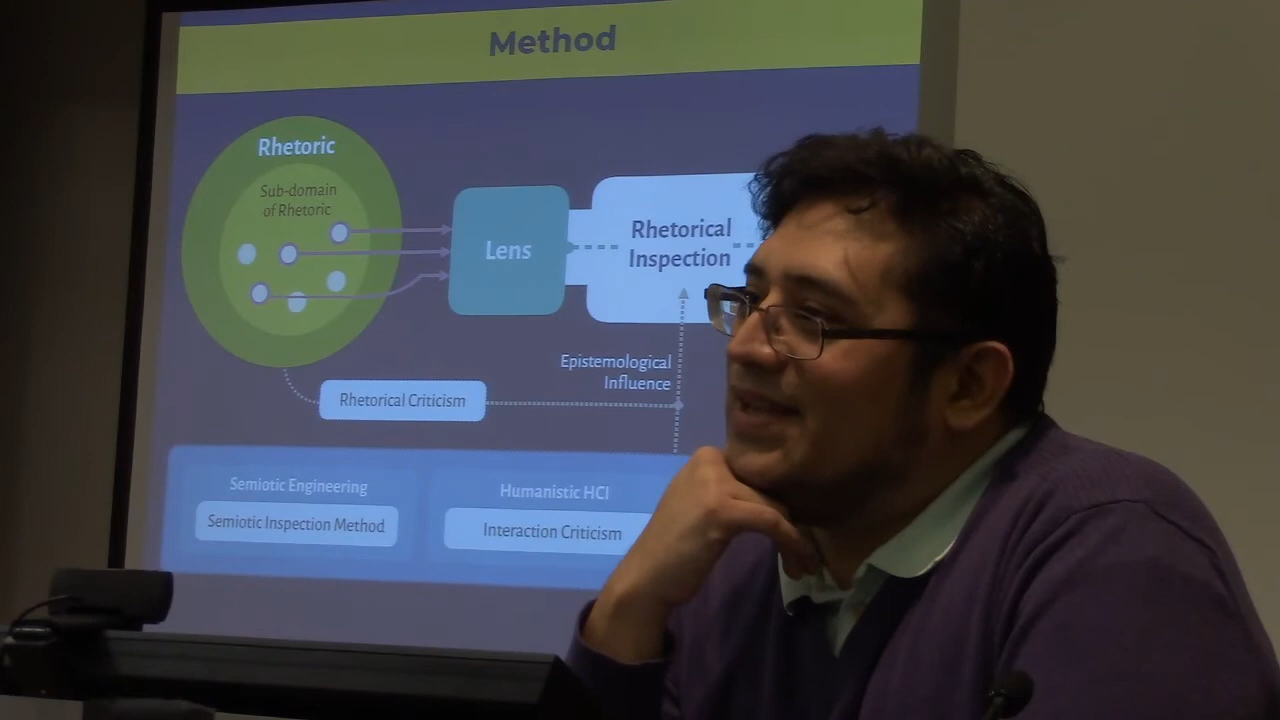 Method
Rhetoric
Sub-domain
of Rhetoric
Lens
Rhetorical
Inspection
Epistemological
Influence
Rhetorical Criticism
Semiotic Engineering
Humanistic HCI
Semiotic Inspection Method
Interaction Criticism